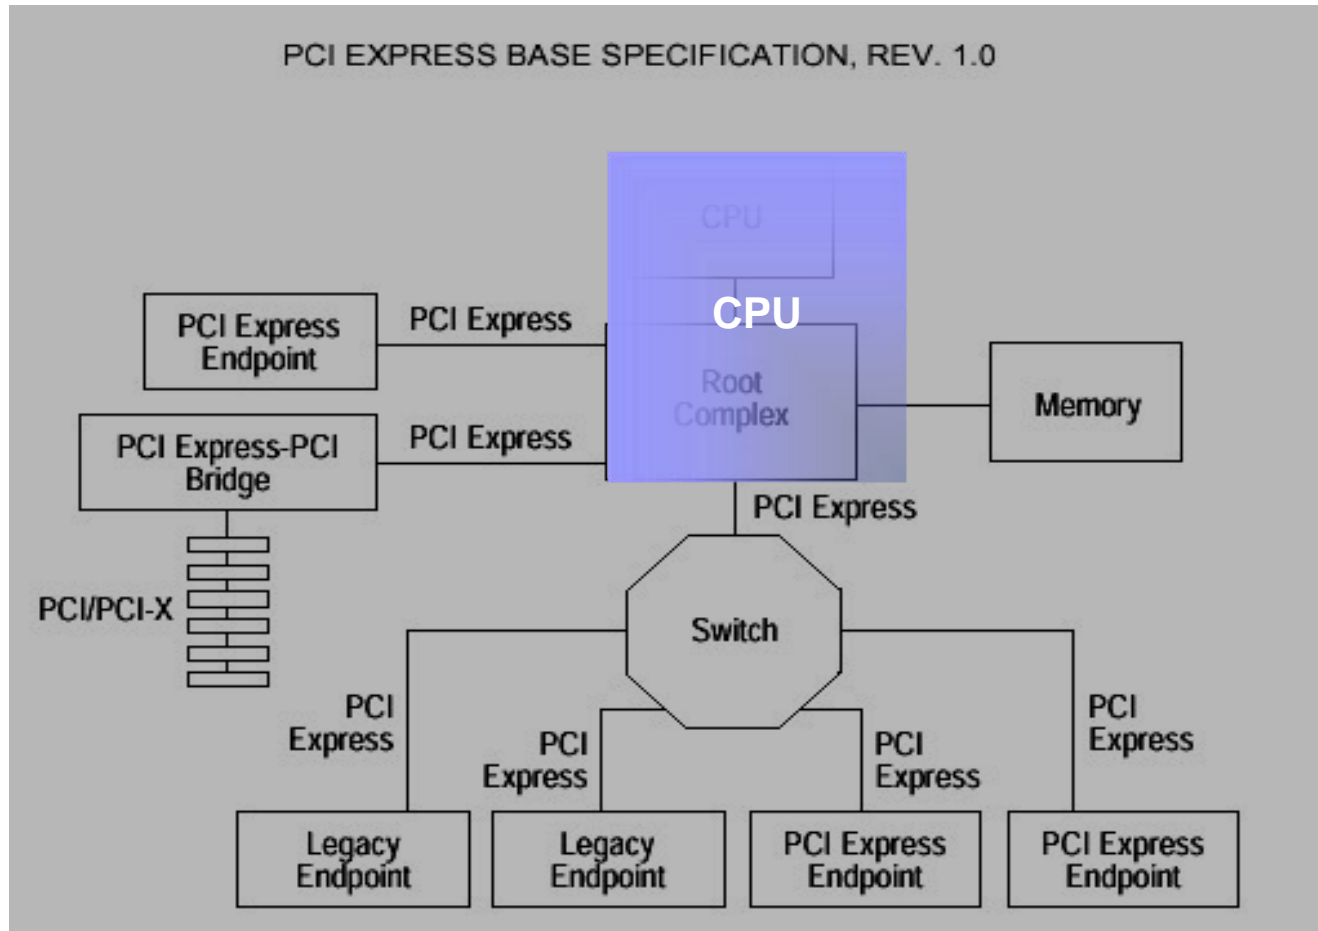 PCI EXPRESS BASE SPECIFICATION, REV. 1.0
CPU
CPU
Root
Complex
PCI Express
Endpoint
PCI Express
PCI Express-PCI
Bridge
PCI Express
Memory
PCI Express
PCI/PCI-X
Switch
PCI
Express
PCI
Express
PCI
Express
PCI
Express
Legacy
Endpoint
Legacy
Endpoint
PCI Express
Endpoint
PCI Express
Endpoint